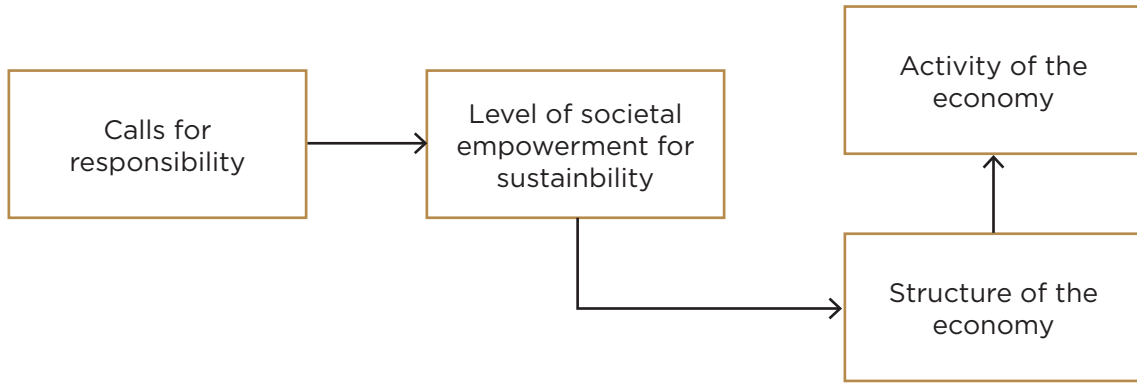 Calls for
responsibility
Level of societal
empowerment for
sustainbility
Activity of the
economy
Structure of the
economy